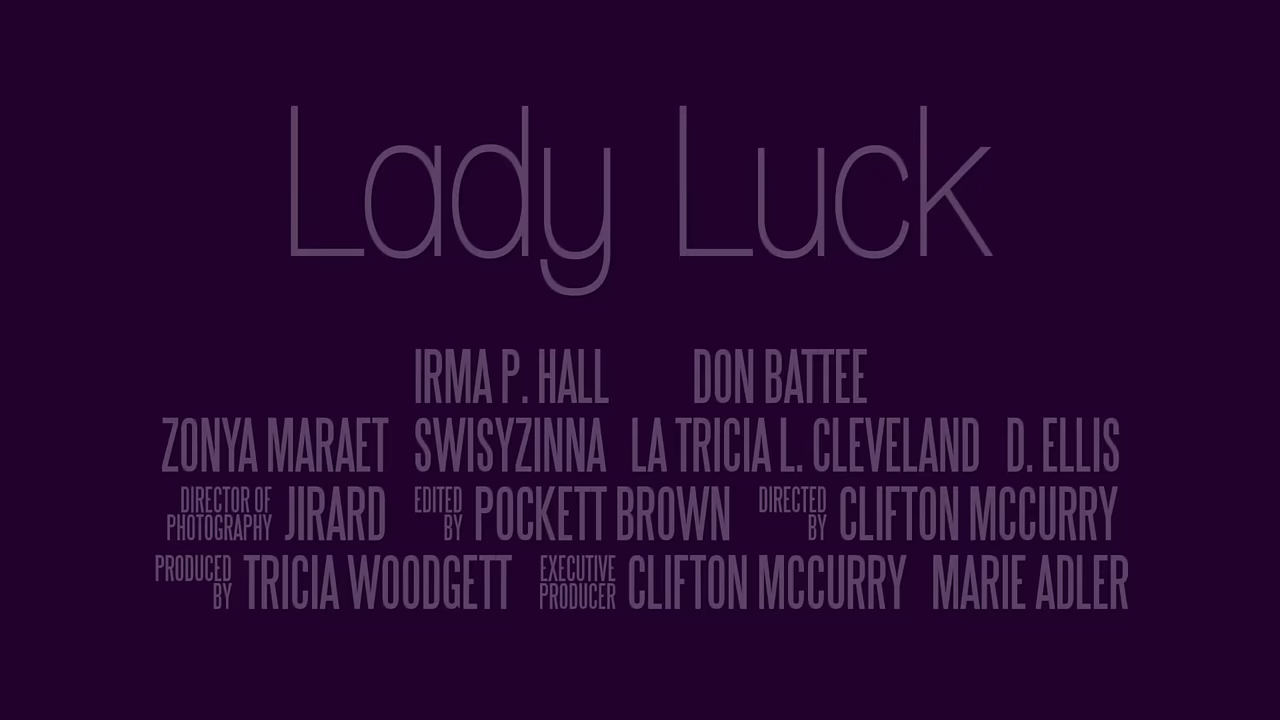 Lady Luck
IRMA P. HALL DON BATTEE
ZONYA MARAET SWISYZINNA LA TRICIA L. CLEVELAND D. ELLIS
DIRECTOR OF PHOTOGRAPHY JIRARD EDITED BY POCKETT BROWN DIRECTED BY CLIFTON MCCURRY
PRODUCED BY TRICIA WOODGETT EXECUTIVE PRODUCER CLIFTON MCCURRY MARIE ADLER